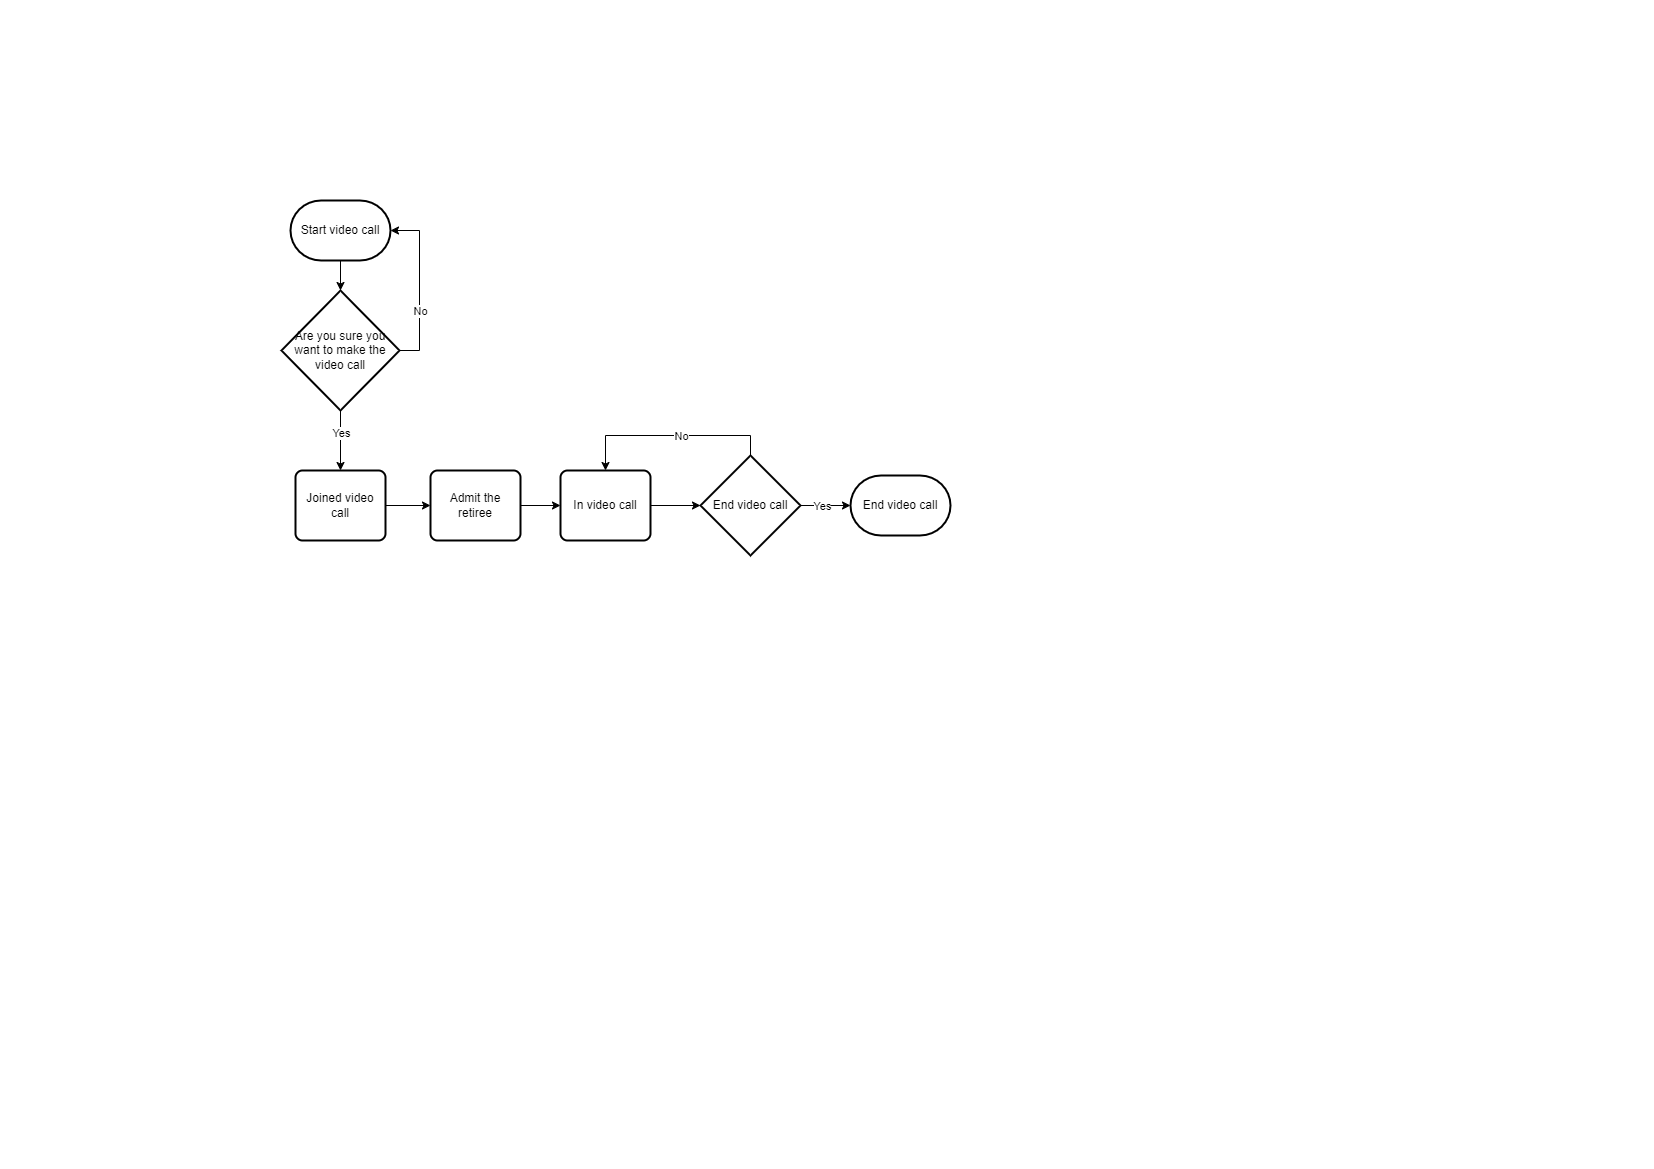 Start video call
No
Are you sure you
want to make the
video call
Yes
No
Joined video
call
Admit the
retiree
In video call
End video call
Yes
End video call